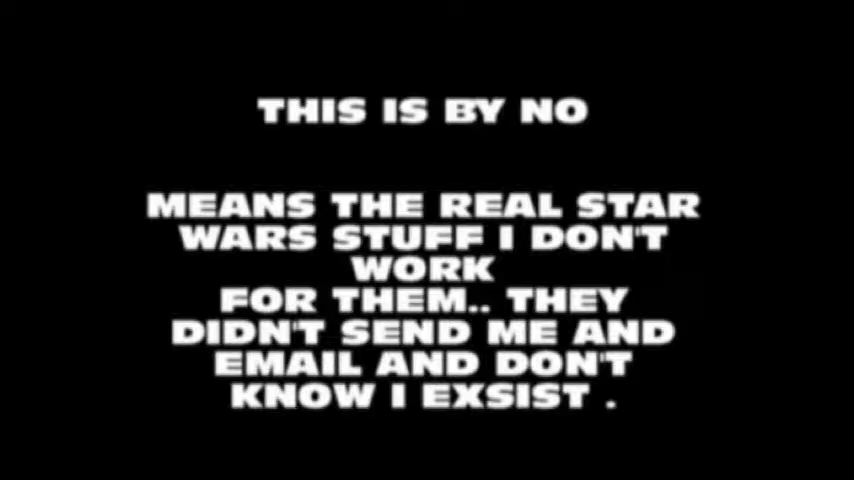 THIS IS BY NO
MEANS THE REAL STAR
WARS STUFF I DON'T
WORK
FOR THEM.. THEY
DIDN'T SEND ME AND
EMAIL AND DON'T
KNOW I EXSIST .